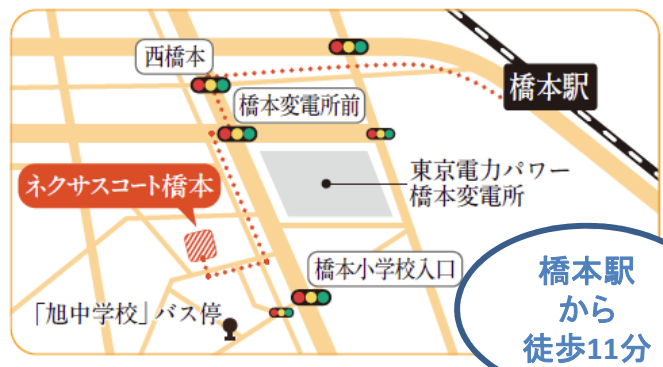 西橋本
橋本駅
橋本変電所前
東京電力パワー
橋本変電所
ネクサスコート橋本
橋本小学校入口
「旭中学校」バス停
橋本駅
から
徒歩11分